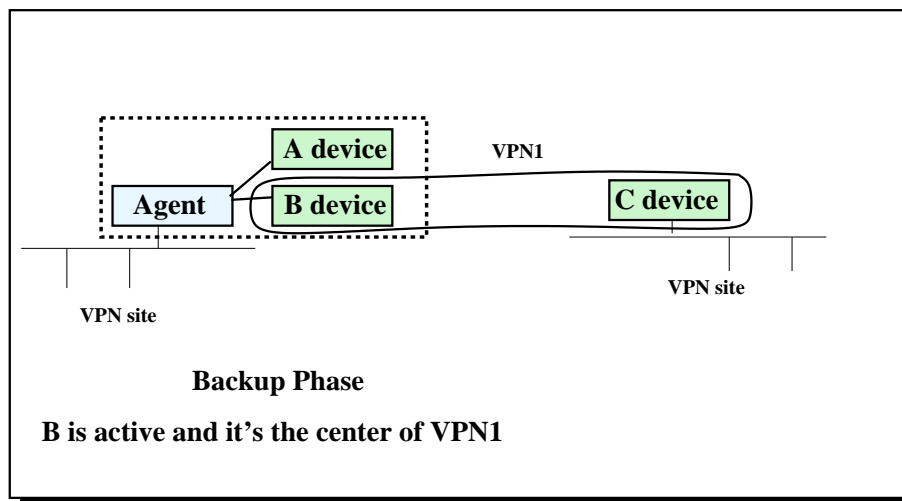 A device
VPN1
Agent
B device
C device
VPN site
VPN site
Backup Phase
B is active and it's the center of VPN1